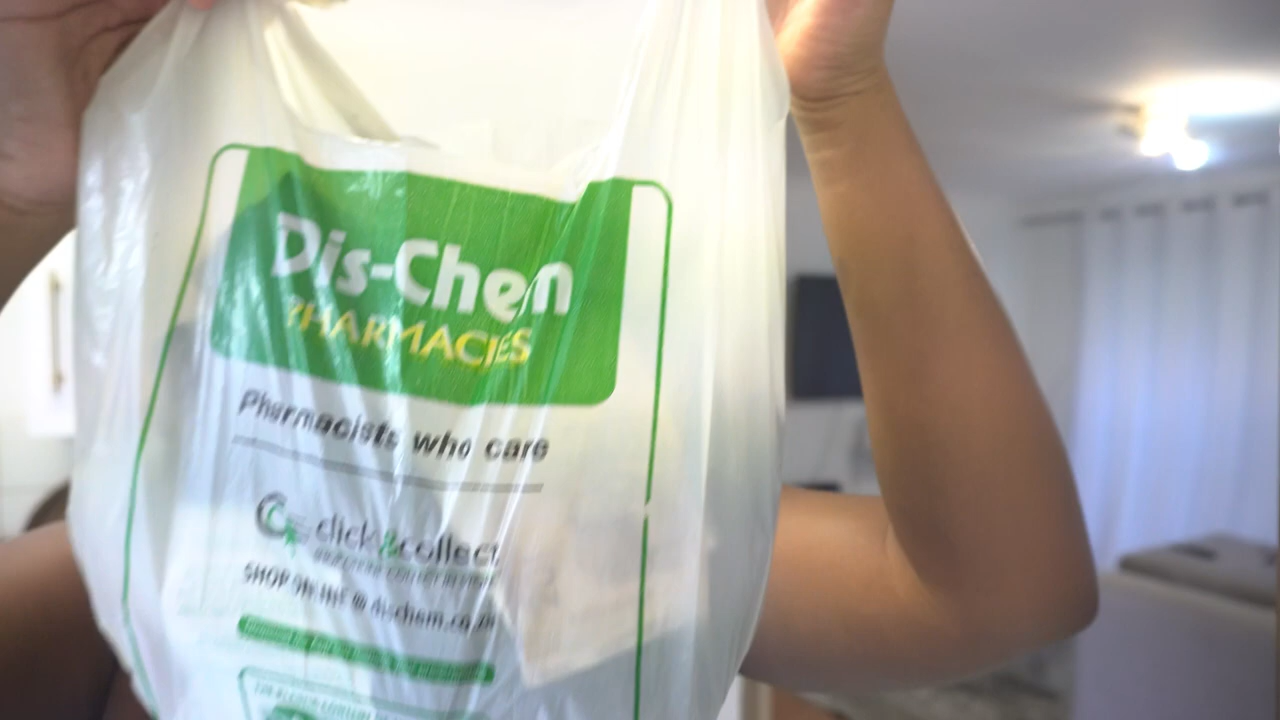 Dis-Chem
PHARMACIES
Pharmacists who care
click&collect
SHOP ONLINE @ dischem.co.za